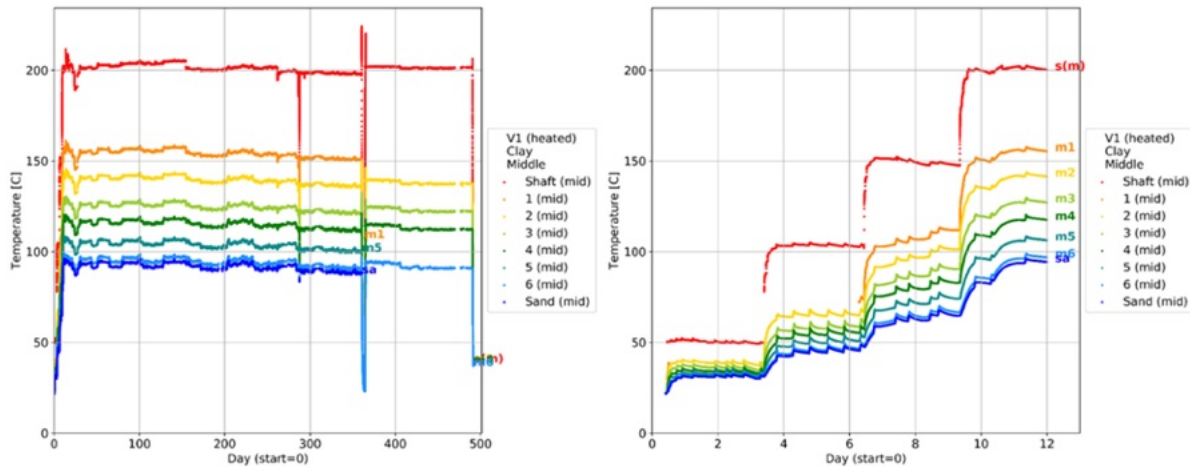 200
150
100
50
0
Temperature [C]
0
100
200
300
400
500
Day (start=0)
m1
m5
sa
s(m)
V1 (heated)
Clay
Middle
Shaft (mid)
1 (mid)
2 (mid)
3 (mid)
4 (mid)
5 (mid)
6 (mid)
Sand (mid)
200
150
100
50
0
Temperature [C]
0
2
4
6
8
10
12
Day (start=0)
s(m)
m1
m2
m3
m4
m5
m6
sa
V1 (heated)
Clay
Middle
Shaft (mid)
1 (mid)
2 (mid)
3 (mid)
4 (mid)
5 (mid)
6 (mid)
Sand (mid)